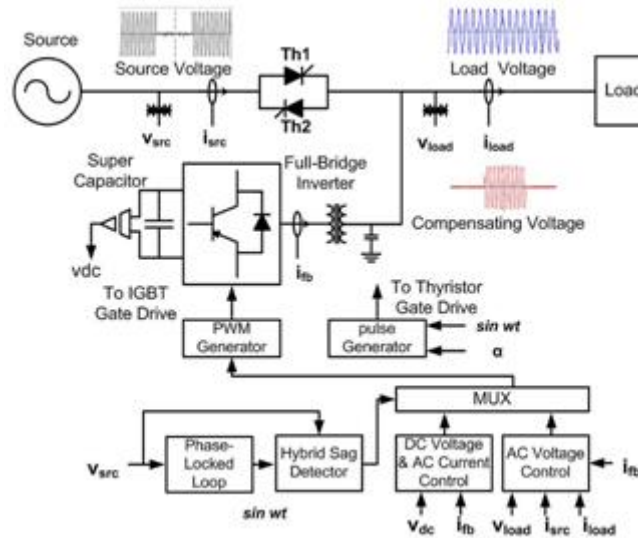 Source
Source Voltage
Th1
Th2
Load Voltage
Load
vsrc
isrc
vload
iload
Super
Capacitor
Full-Bridge
Inverter
Compensating Voltage
vdc
ifb
To IGBT
Gate Drive
To Thyristor
Gate Drive
PWM
Generator
pulse
Generator
sin wt
α
MUX
vsrc
Phase-
Locked
Loop
Hybrid Sag
Detector
DC Voltage
& AC Current
Control
AC Voltage
Control
ifb
sin wt
vdc
ifb
vload
isrc
iload